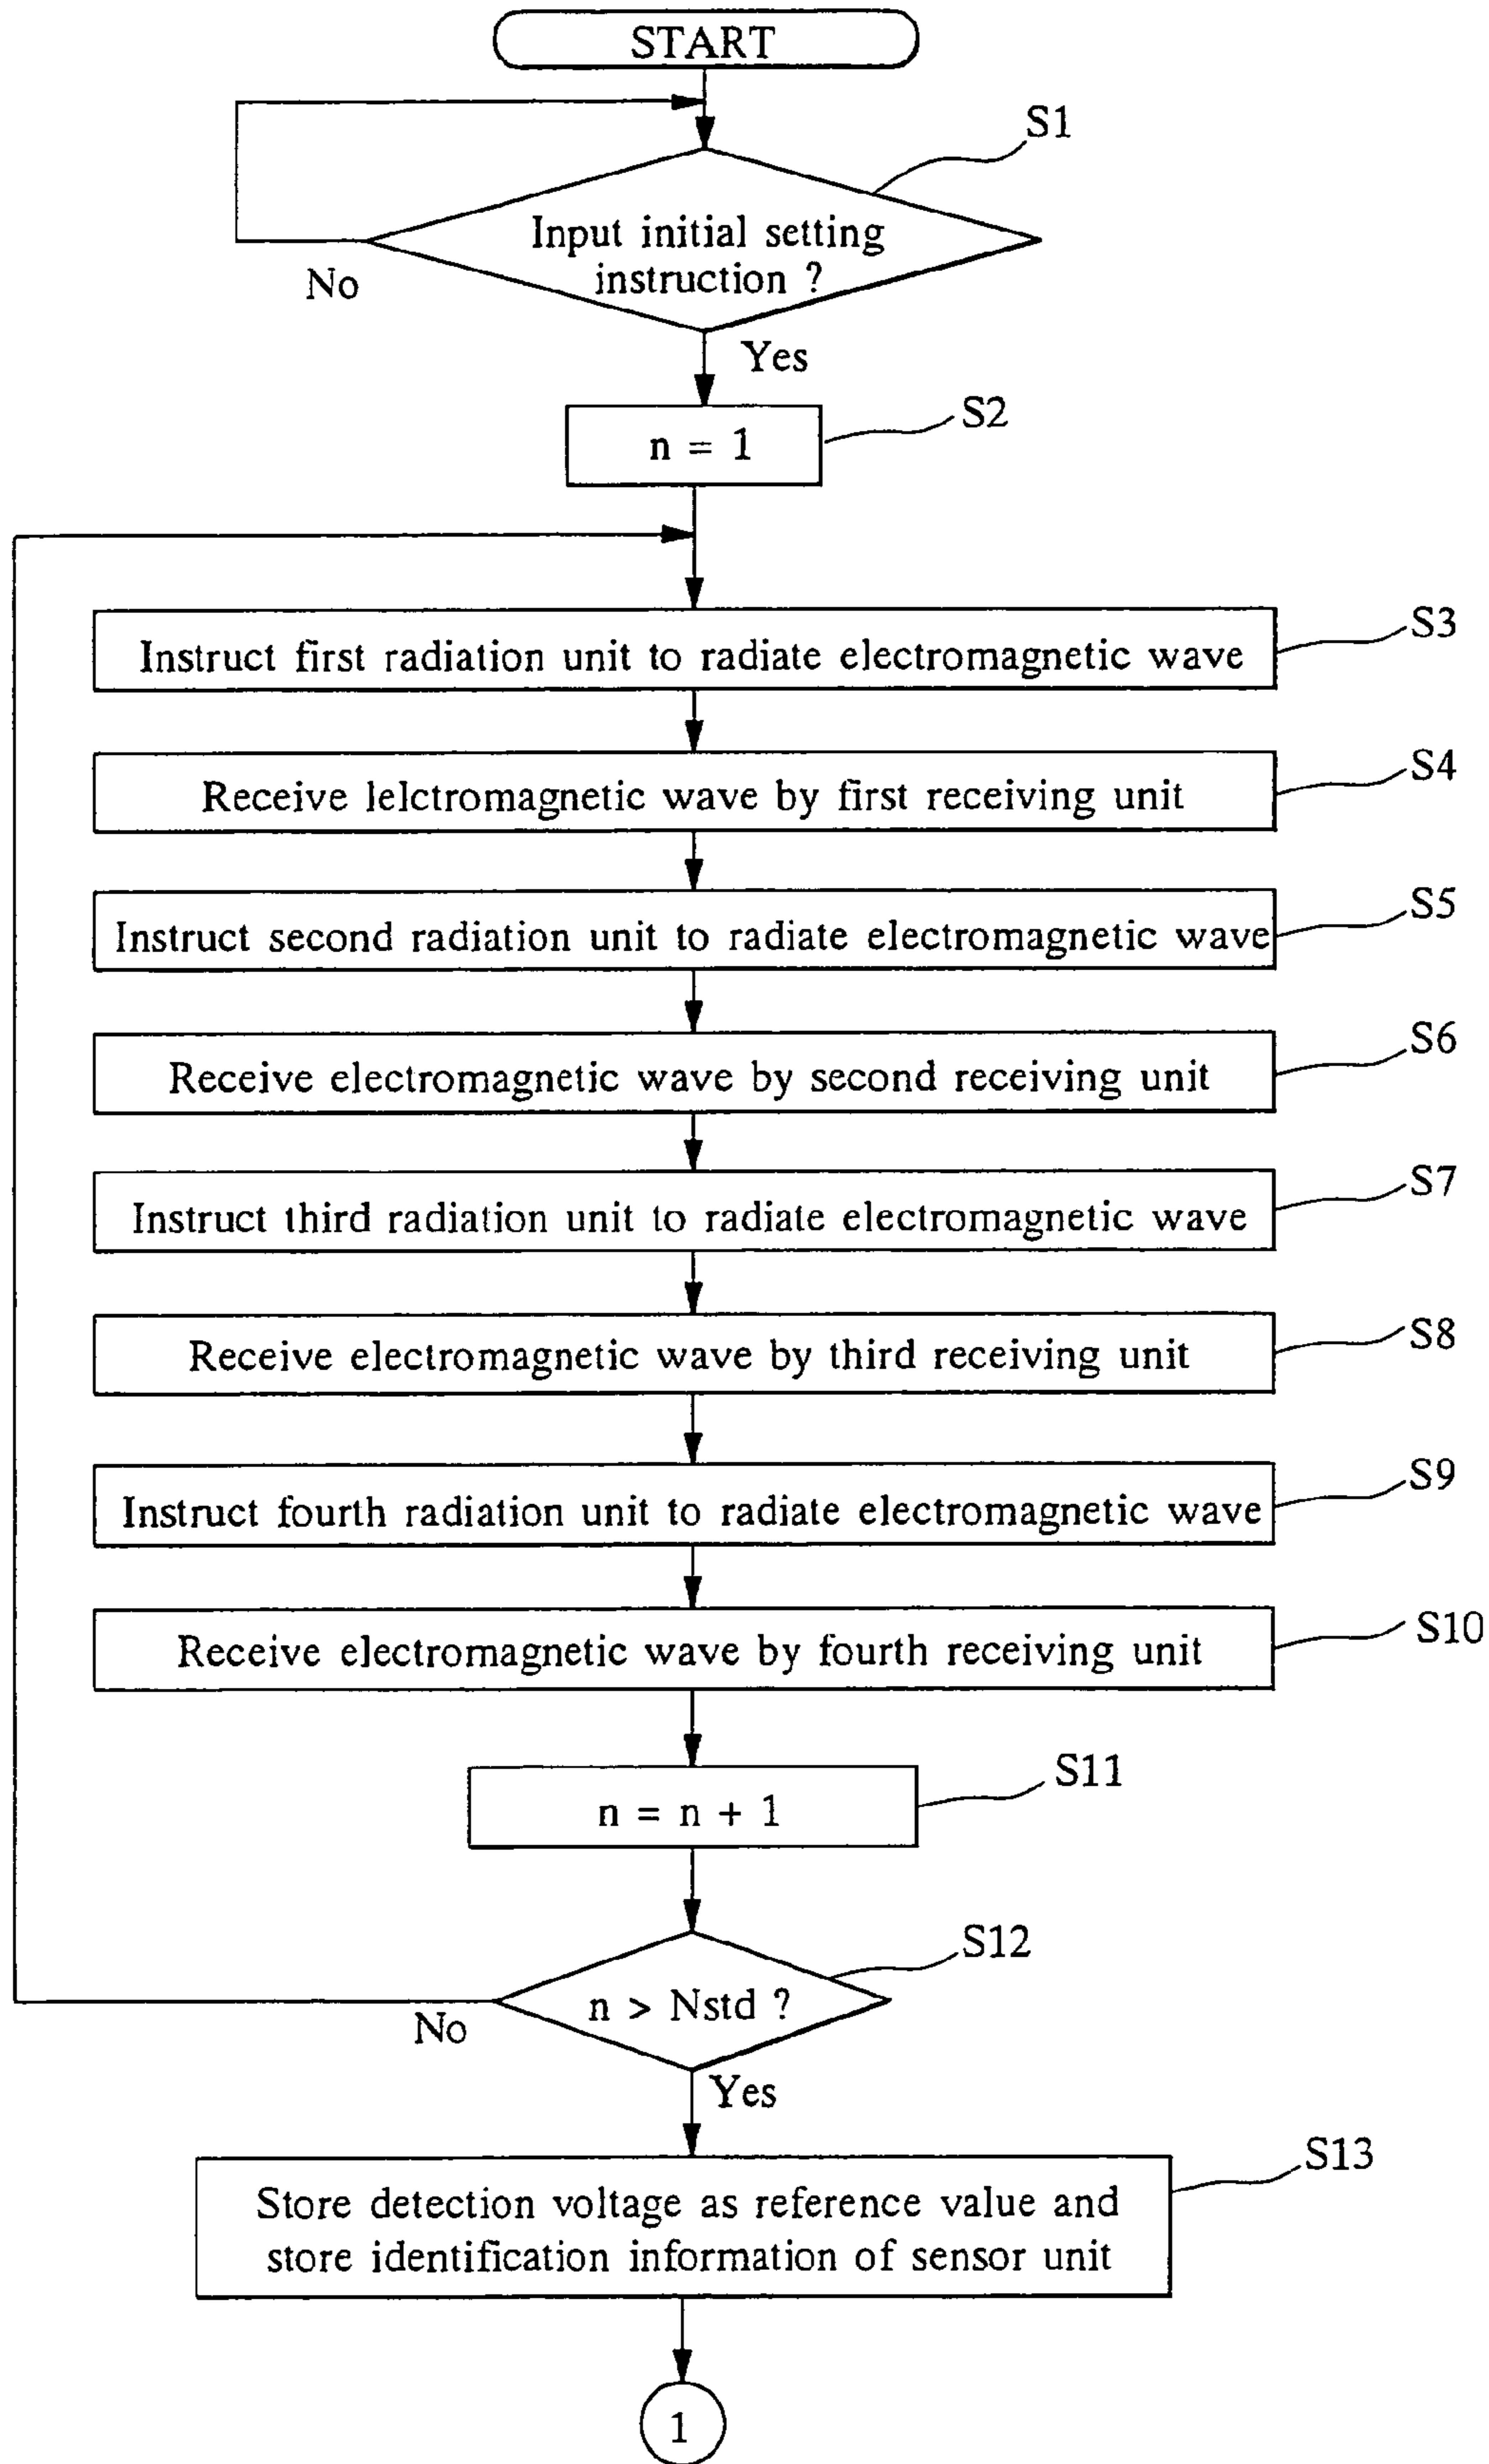 START
S1
Input initial setting
instruction ?
No
Yes
S2
n = 1
S3
Instruct first radiation unit to radiate electromagnetic wave
S4
Receive lelctromagnetic wave by first receiving unit
S5
Instruct second radiation unit to radiate electromagnetic wave
S6
Receive electromagnetic wave by second receiving unit
S7
Instruct third radiation unit to radiate electromagnetic wave
S8
Receive electromagnetic wave by third receiving unit
S9
Instruct fourth radiation unit to radiate electromagnetic wave
S10
Receive electromagnetic wave by fourth receiving unit
S11
n = n + 1
S12
n > Nstd ?
No
Yes
S13
Store detection voltage as reference value and
store identification information of sensor unit
1